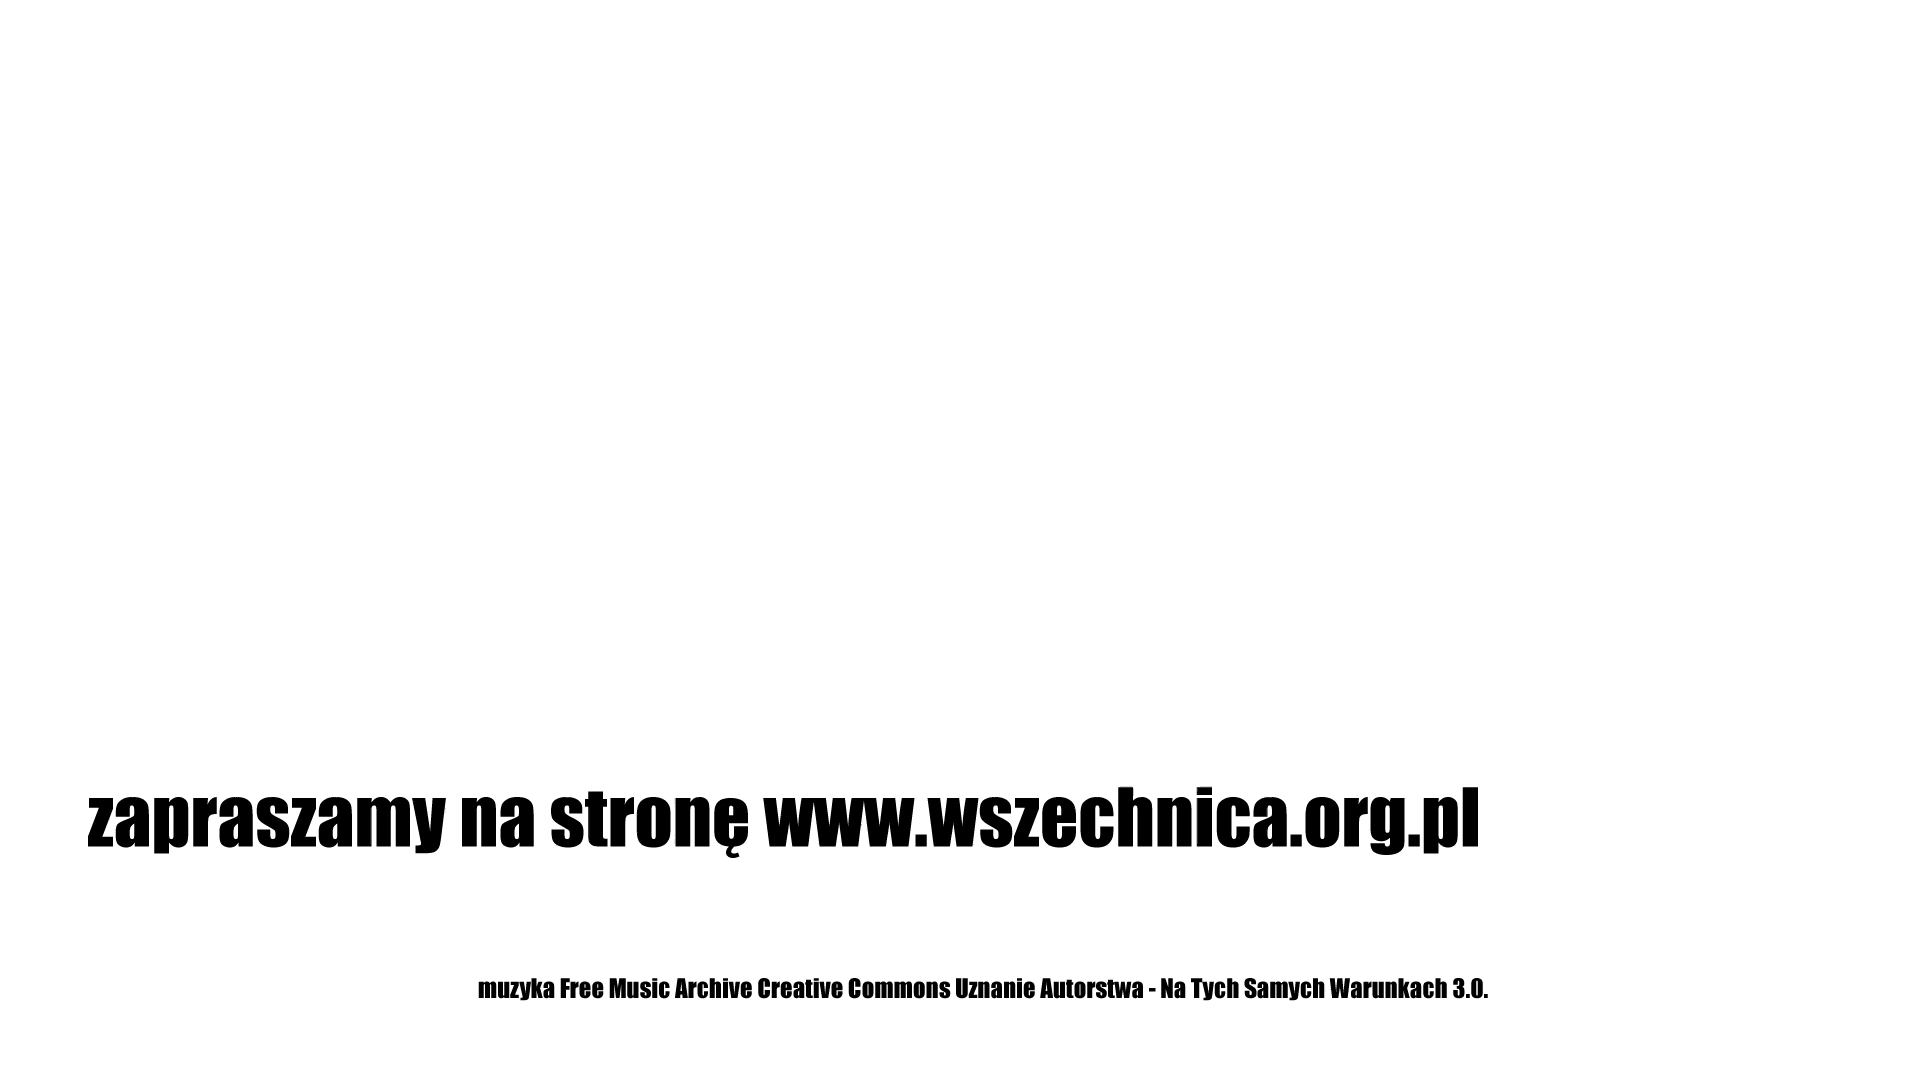 zapraszamy na stronę www.wszechnica.org.pl
muzyka Free Music Archive Creative Commons Uznanie Autorstwa - Na Tych Samych Warunkach 3.0.